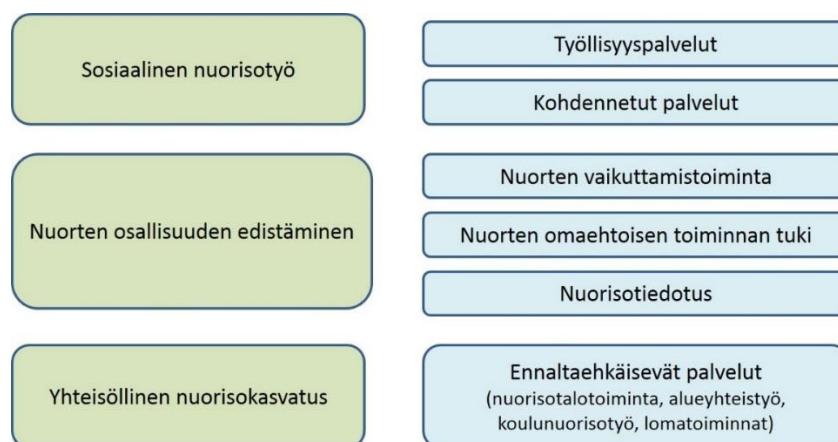 Sosiaalinen nuorisotyö
Työllisyyspalvelut
Kohdennetut palvelut
Nuorten osallisuuden edistäminen
Nuorten vaikuttamistoiminta
Nuorten omaehtoisen toiminnan tuki
Nuorisotiedotus
Yhteisöllinen nuorisokasvatus
Ennaltaehkäisevät palvelut
(nuorisotalotoiminta, alueyhteistyö,
koulunuorisotyö, lomatoiminnat)